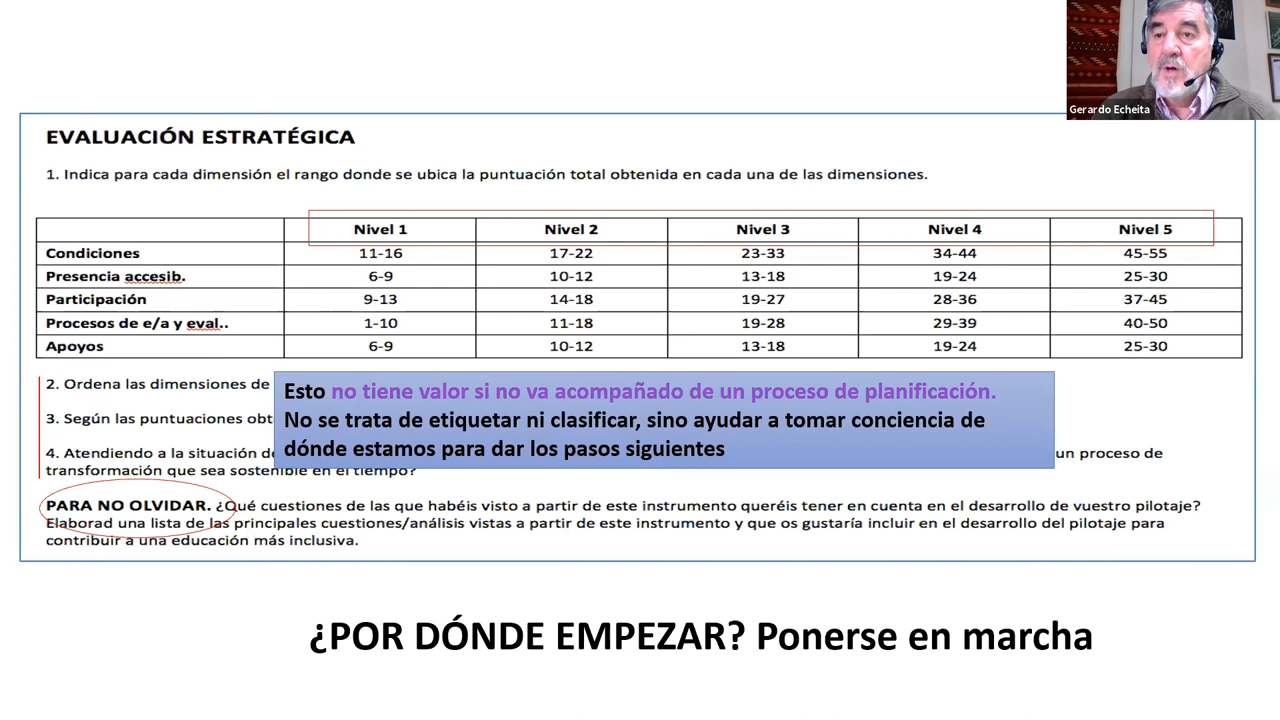 Gerardo Echeita
EVALUACIÓN ESTRATÉGICA
1. Indica para cada dimensión el rango donde se ubica la puntuación total obtenida en cada una de las dimensiones.
Nivel 1 Nivel 2 Nivel 3 Nivel 4 Nivel 5
Condiciones 11-16 17-22 23-33 34-44 45-55
Presencia accesib. 6-9 10-12 13-18 19-24 25-30
Participación 9-13 14-18 19-27 28-36 37-45
Procesos de e/a y eval.. 1-10 11-18 19-28 29-39 40-50
Apoyos 6-9 10-12 13-18 19-24 25-30
2. Ordena las dimensiones de
Esto no tiene valor si no va acompañado de un proceso de planificación.
No se trata de etiquetar ni clasificar, sino ayudar a tomar conciencia de
dónde estamos para dar los pasos siguientes
3. Según las puntuaciones
4. Atendiendo a la situación un proceso de
transformación que sea sostenible en el tiempo?
PARA NO OLVIDAR. ¿Qué cuestiones de las que habéis visto a partir de este instrumento queréis tener en cuenta en el desarrollo de vuestro pilotaje?
Elaborad una lista de las principales cuestiones/análisis vistas a partir de este instrumento y que os gustaría incluir en el desarrollo del pilotaje para
contribuir a una educación más inclusiva.
¿POR DÓNDE EMPEZAR? Ponerse en marcha